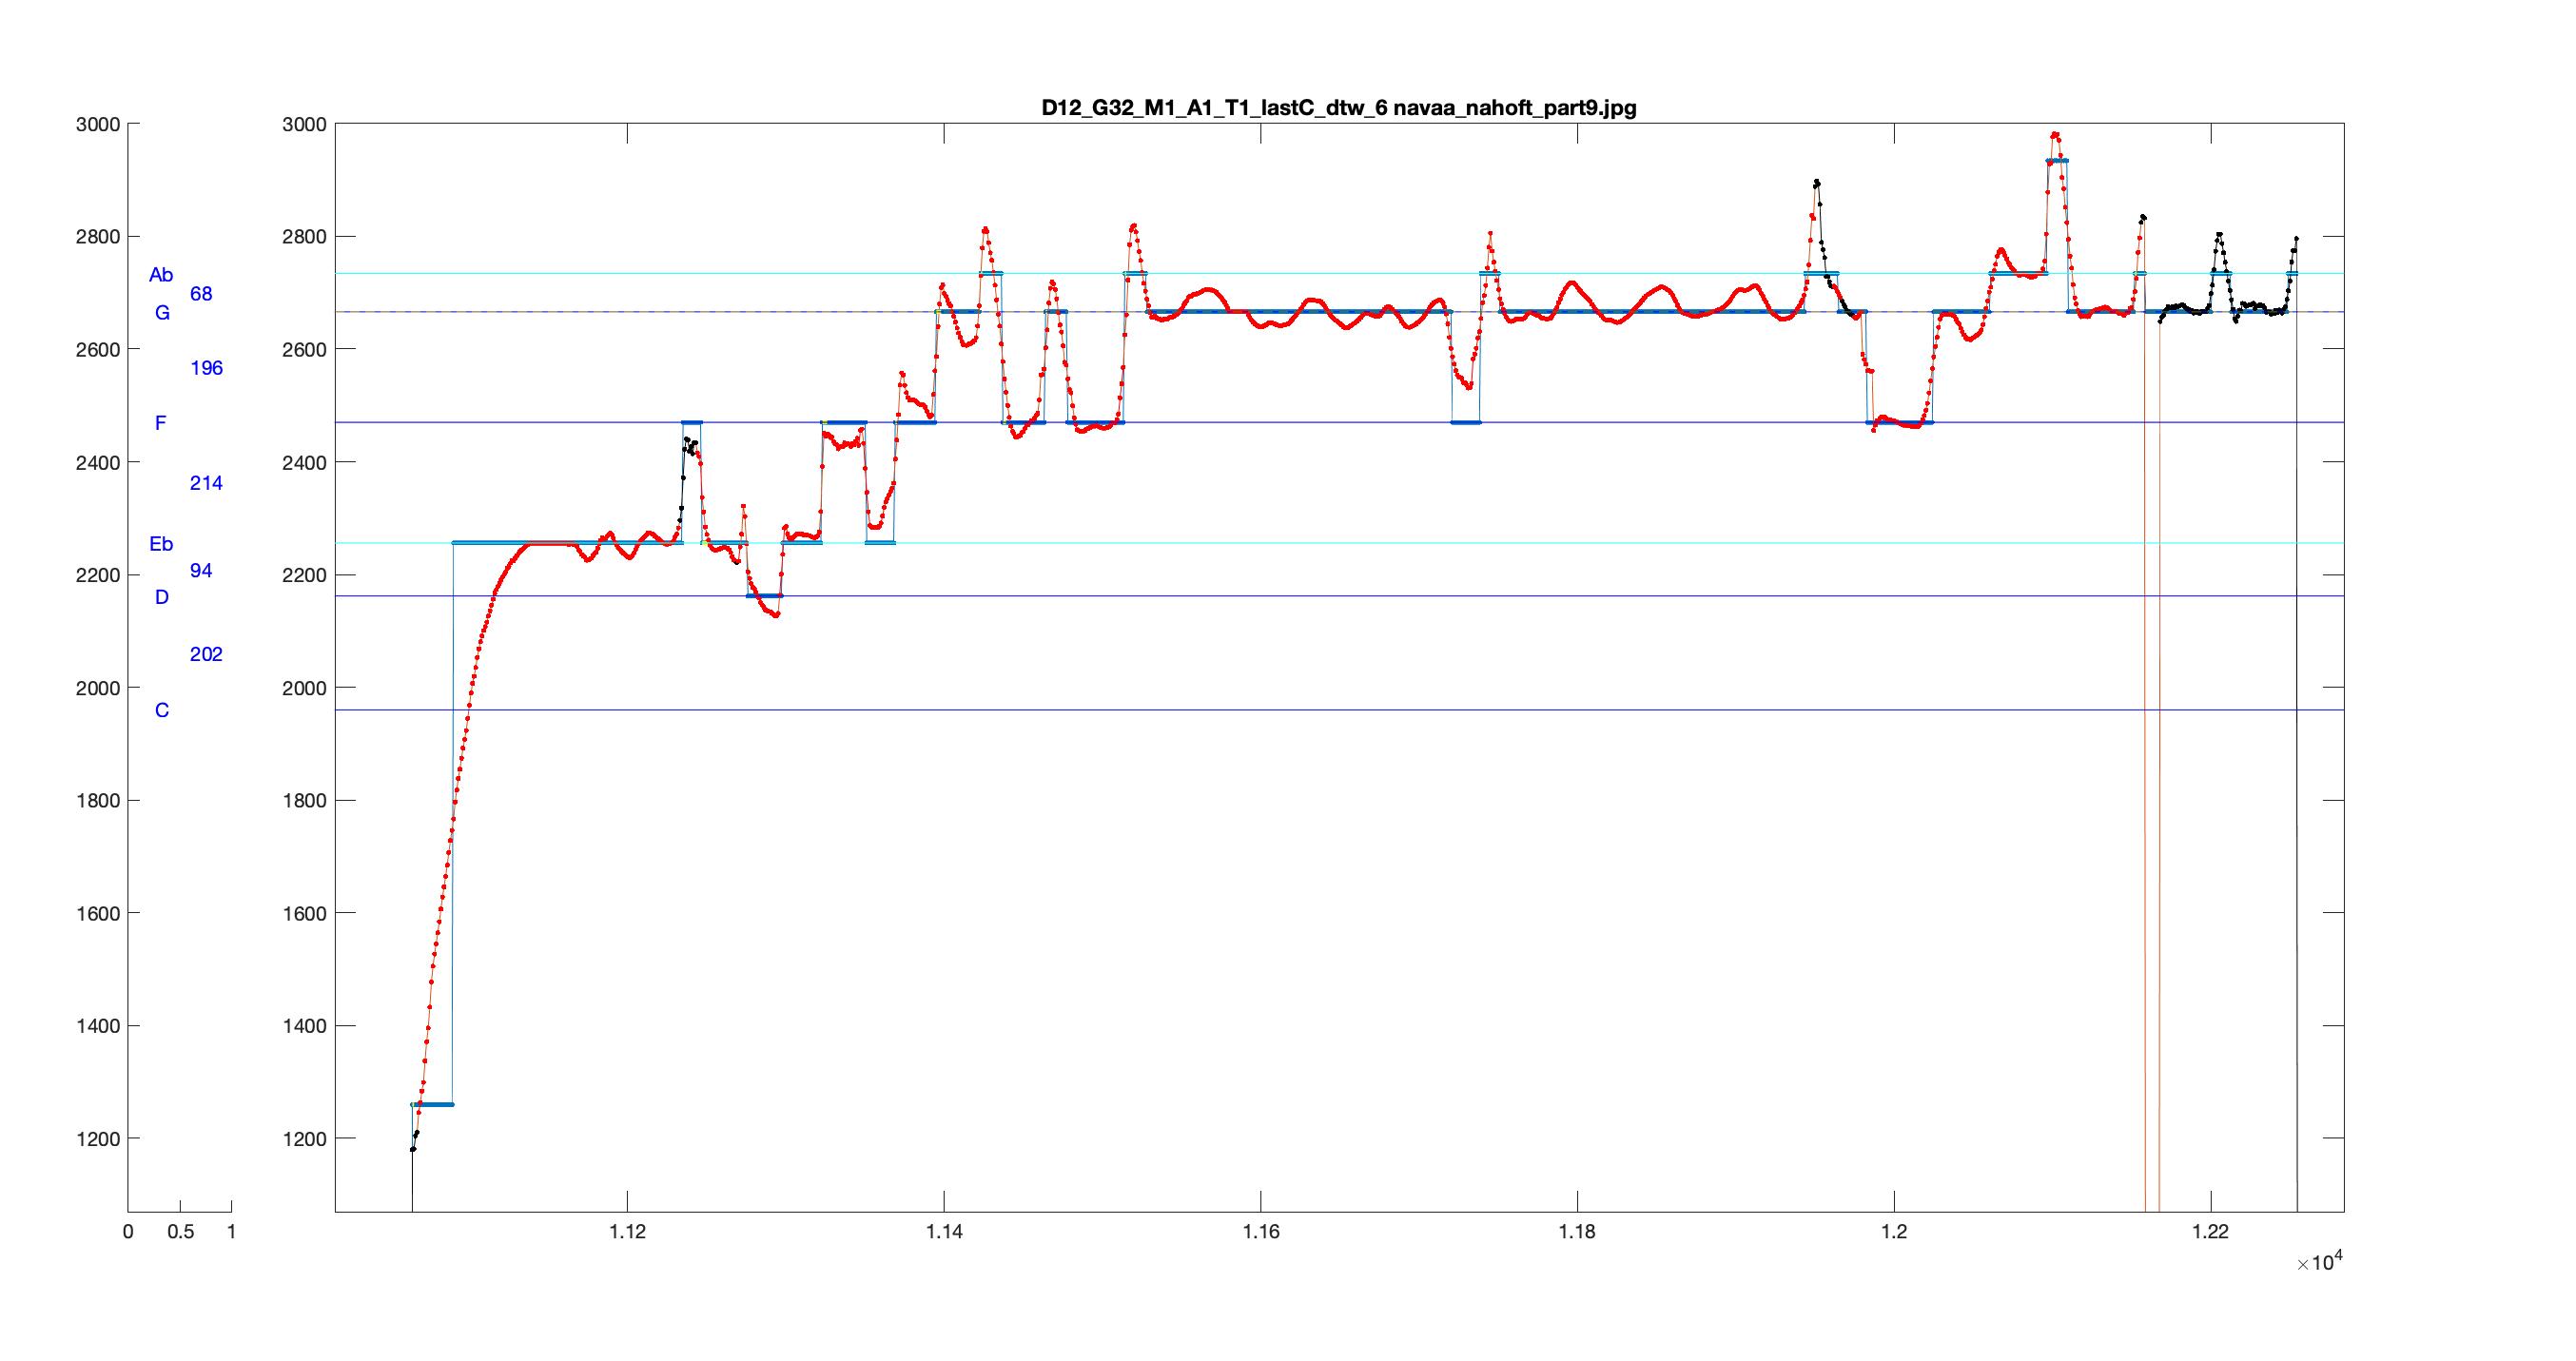 D12_G32_M1_A1_T1_lastC_dtw_6 navaa_nahoft_part9.jpg
3000 3000
2800 2800
Ab
68
G
2600 2600
196
F
2400 2400
214
Eb
94
2200 2200
D
202
2000 2000
C
1800 1800
1600 1600
1400 1400
1200 1200
0 0.5 1 1.12 1.14 1.16 1.18 1.2 1.22
×10⁴